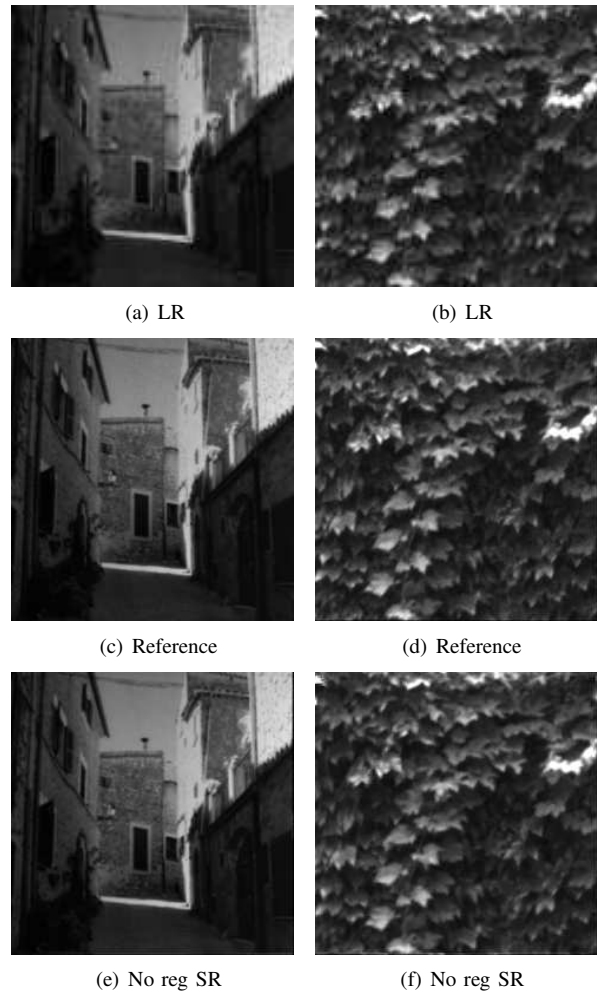 (a) LR
(b) LR
(c) Reference
(d) Reference
(e) No reg SR
(f) No reg SR